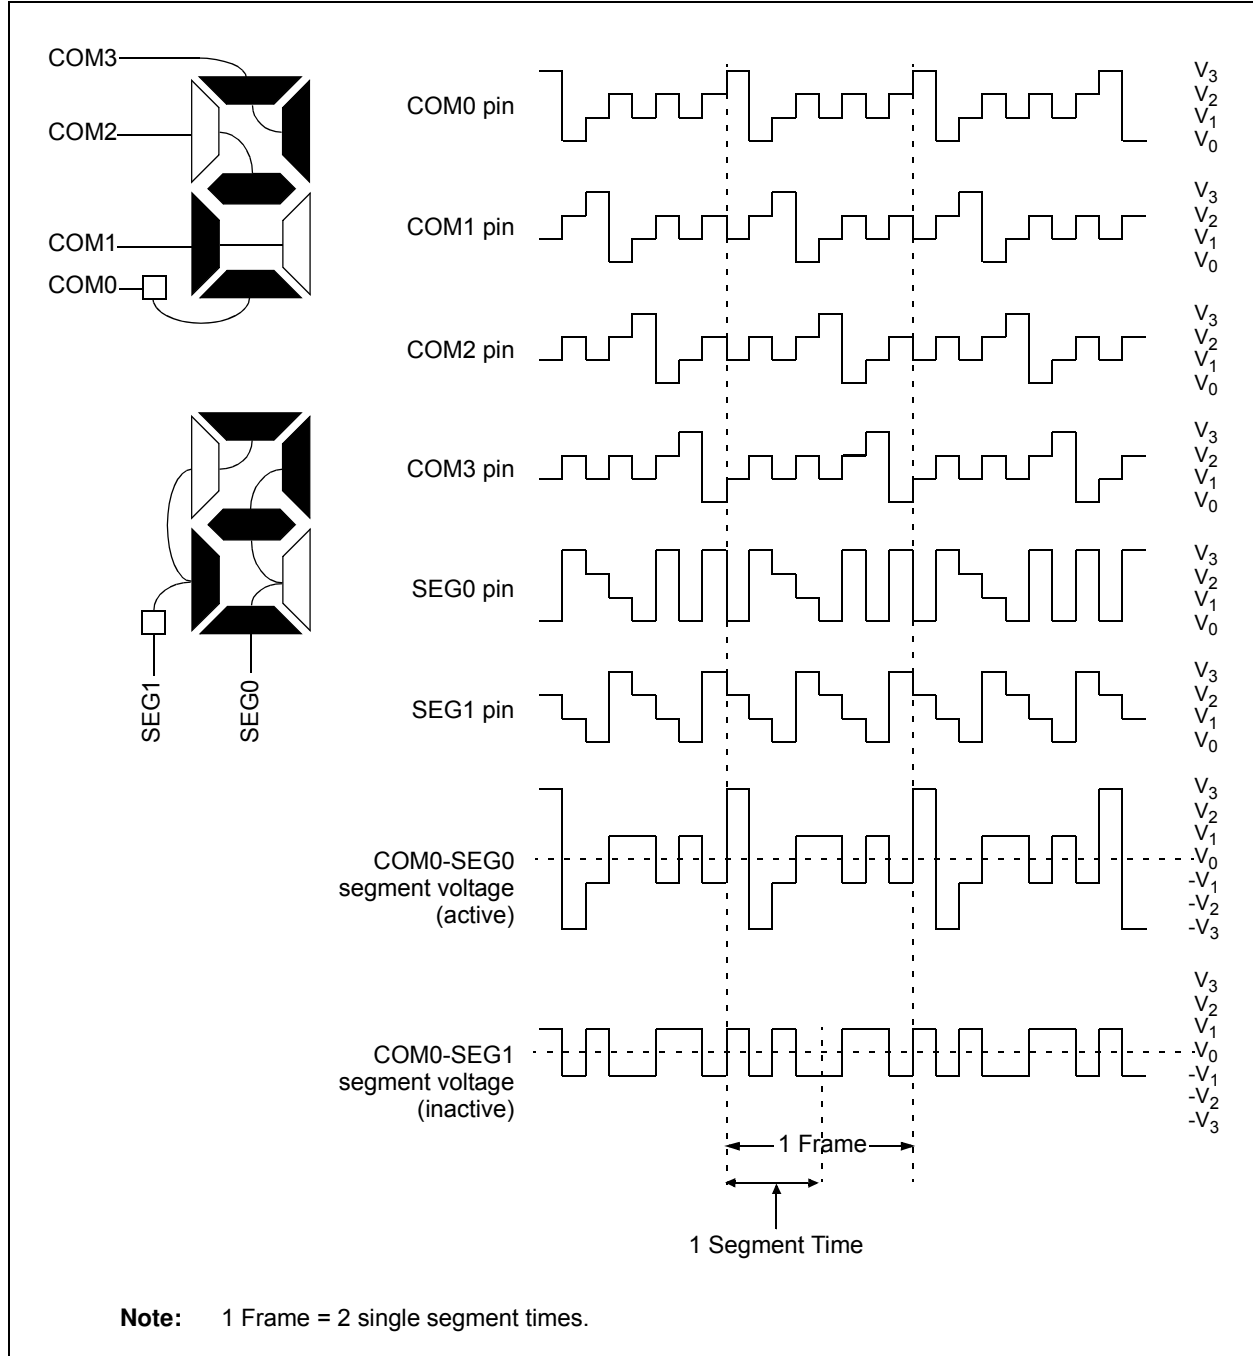 COM3
COM2
COM1
COM0
SEG1
SEG0
COM0 pin
V3
V2
V1
V0
COM1 pin
V3
V2
V1
V0
COM2 pin
V3
V2
V1
V0
COM3 pin
V3
V2
V1
V0
SEG0 pin
V3
V2
V1
V0
SEG1 pin
V3
V2
V1
V0
COM0-SEG0
segment voltage
(active)
V3
V2
V1
V0
-V1
-V2
-V3
COM0-SEG1
segment voltage
(inactive)
V3
V2
V1
V0
-V1
-V2
-V3
1 Frame
1 Segment Time
Note: 1 Frame = 2 single segment times.